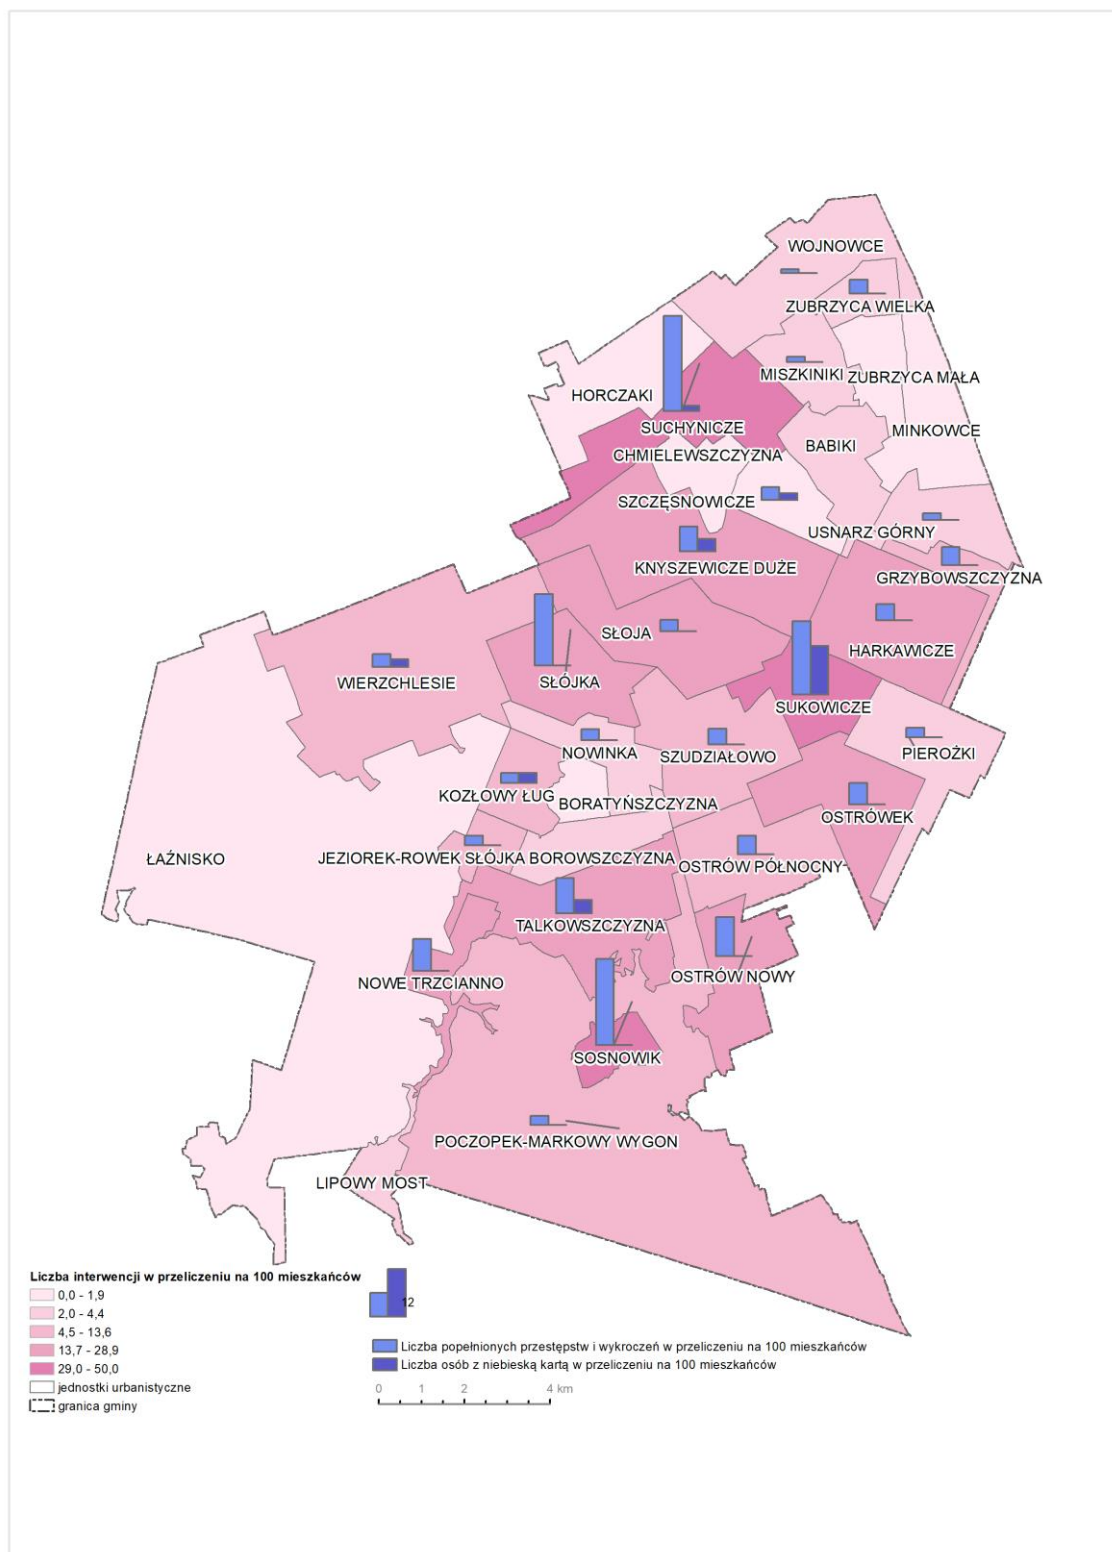 WOJNOWCE
ZUBRZYCA WIELKA
MISZKINIKI
ZUBRZYCA MAŁA
HORCZAKI
SUCHYNICZE
MINKOWCE
BABIKI
CHMIELEWSZCZYZNA
SZCZĘSNOWICZE
USNARZ GÓRNY
KNYSZEWICZE DUŻE
GRZYBOWSZCZYZNA
SŁOJA
HARKAWICZE
WIERZCHLESIE
SŁÓJKA
SUKOWICZE
NOWINKA
SZUDZIAŁOWO
PIEROŻKI
KOZŁOWY ŁUG
BORATYŃSZCZYZNA
OSTRÓWEK
ŁAŹNISKO
JEZIOREK-ROWEK SŁÓJKA BOROWSZCZYZNA
OSTRÓW PÓŁNOCNY
TALKOWSZCZYZNA
NOWE TRZCIANNO
OSTRÓW NOWY
SOSNOWIK
POCZOPEK-MARKOWY WYGON
LIPOWY MOST
Liczba interwencji w przeliczeniu na 100 mieszkańców
0,0 - 1,9
2,0 - 4,4
4,5 - 13,6
13,7 - 28,9
29,0 - 50,0
jednostki urbanistyczne
granica gminy
12
Liczba popełnionych przestępstw i wykroczeń w przeliczeniu na 100 mieszkańców
Liczba osób z niebieską kartą w przeliczeniu na 100 mieszkańców
0 1 2 4 km